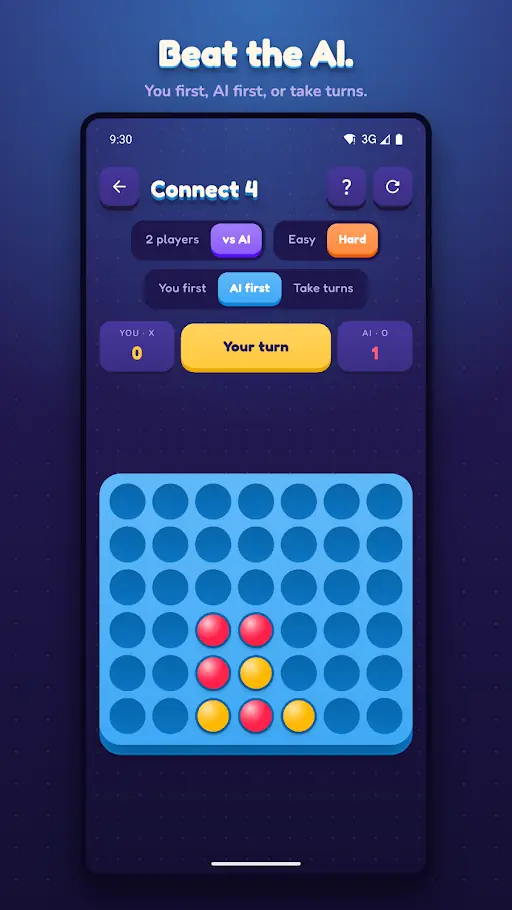 Beat the AI.
You first, AI first, or take turns.
9:30 3G
Connect 4 ?
2 players vs AI Easy Hard
You first AI first Take turns
YOU · X Your turn AI · O
0 1